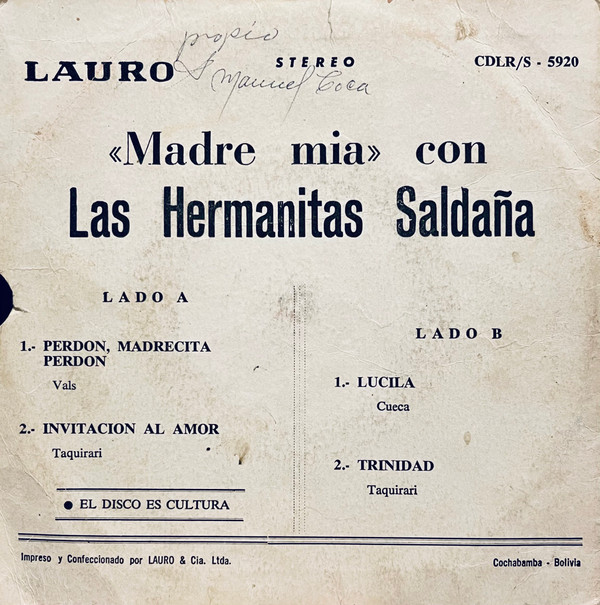 propio
LAURO
STEREO
CDLR/S - 5920
Manuel Coca
«Madre mia» con
Las Hermanitas Saldaña
LADO A
1.- PERDON, MADRECITA
PERDON
Vals
2.- INVITACION AL AMOR
Taquirari
● EL DISCO ES CULTURA
LADO B
1.- LUCILA
Cueca
2.- TRINIDAD
Taquirari
Impreso y Confeccionado por LAURO & Cia. Ltda.
Cochabamba - Bolivia